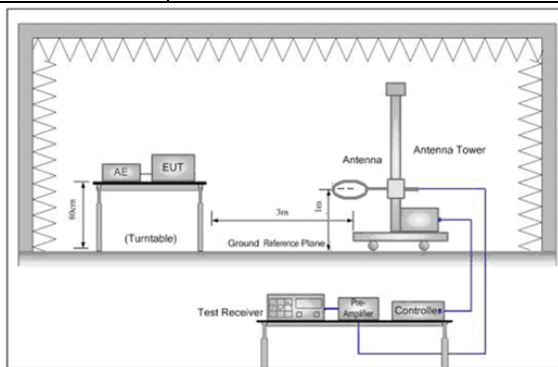 AE
EUT
Antenna
Antenna Tower
80cm
(Turntable)
3m
1m
Ground Reference Plane
Test Receiver
Pre-
Amplifier
Controller